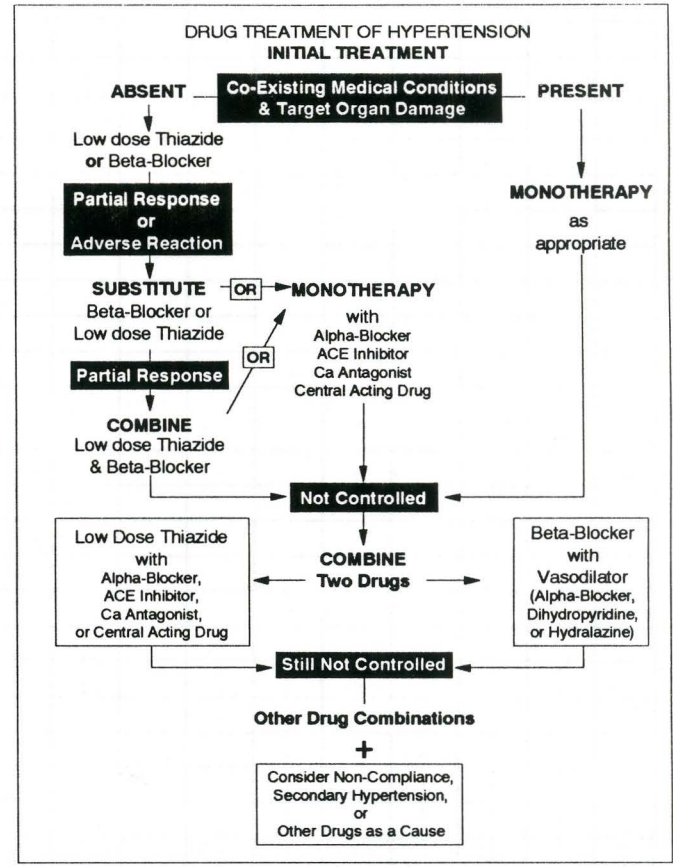 DRUG TREATMENT OF HYPERTENSION
INITIAL TREATMENT
ABSENT
Co-Existing Medical Conditions
& Target Organ Damage
PRESENT
Low dose Thiazide
or Beta-Blocker
Partial Response
or
Adverse Reaction
MONOTHERAPY
as
appropriate
SUBSTITUTE
Beta-Blocker or
Low dose Thiazide
OR
MONOTHERAPY
with
Alpha-Blocker
ACE Inhibitor
Ca Antagonist
Central Acting Drug
OR
Partial Response
COMBINE
Low dose Thiazide
& Beta-Blocker
Not Controlled
Low Dose Thiazide
with
Alpha-Blocker,
ACE Inhibitor,
Ca Antagonist,
or Central Acting Drug
COMBINE
Two Drugs
Beta-Blocker
with
Vasodilator
(Alpha-Blocker,
Dihydropyridine,
or Hydralazine)
Still Not Controlled
Other Drug Combinations
+
Consider Non-Compliance,
Secondary Hypertension,
or
Other Drugs as a Cause